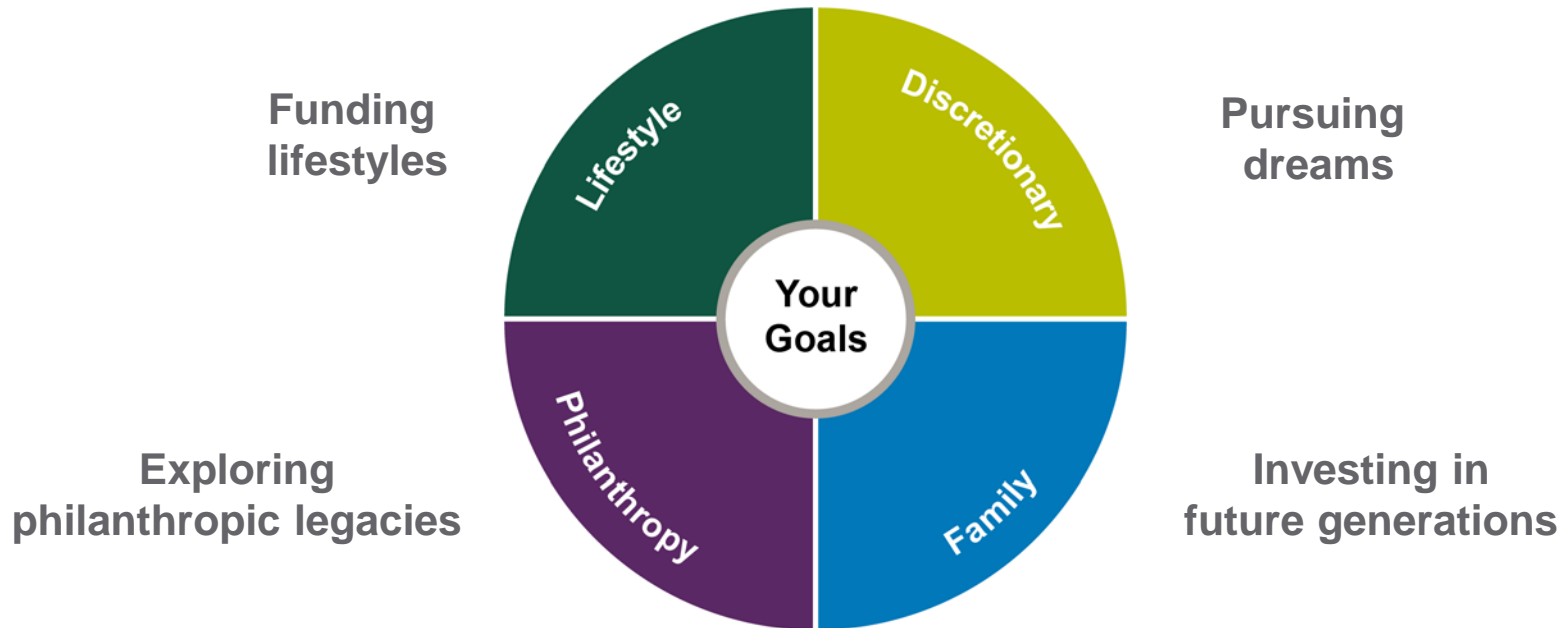 Funding
lifestyles
Lifestyle
Discretionary
Pursuing
dreams
Your
Goals
Exploring
philanthropic legacies
Philanthropy
Family
Investing in
future generations